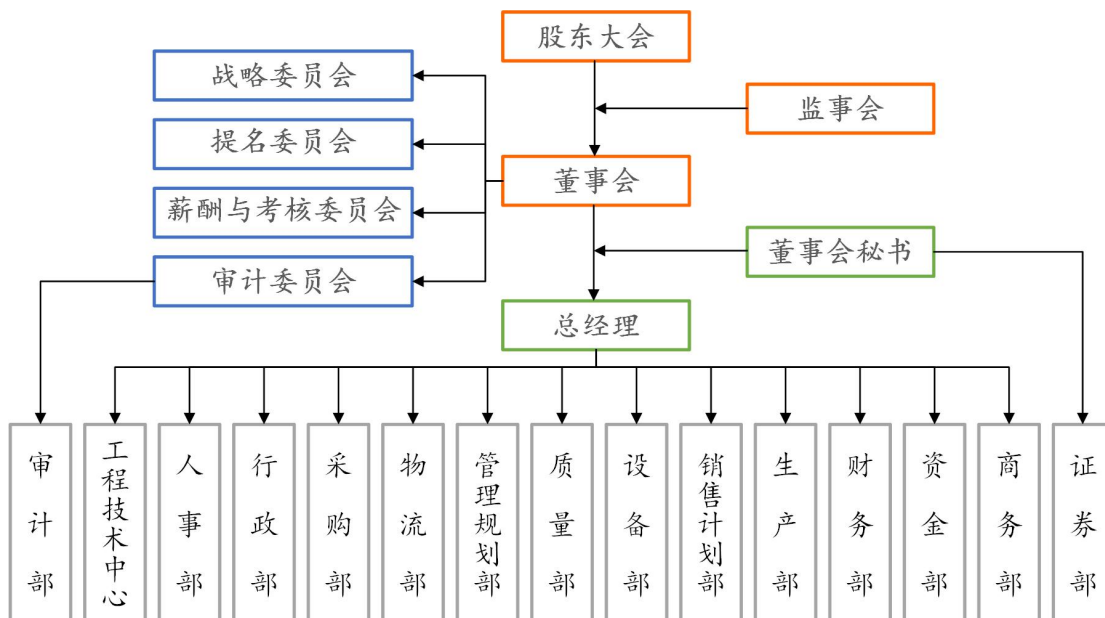 股东大会
战略委员会
监事会
提名委员会
董事会
薪酬与考核委员会
董事会秘书
审计委员会
总经理
审计部
工程技术中心
人事部
行政部
采购部
物流部
管理规划部
质量部
设备部
销售计划部
生产部
财务部
资金部
商务部
证券部